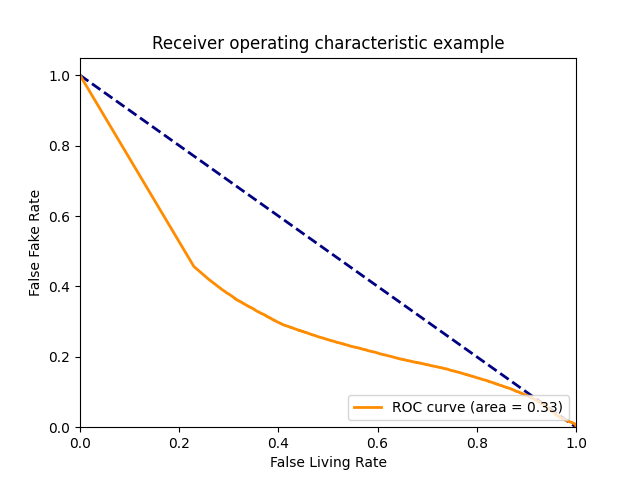 Receiver operating characteristic example
1.0
0.8
0.6
0.4
0.2
0.0
False Fake Rate
0.0 0.2 0.4 0.6 0.8 1.0
False Living Rate
ROC curve (area = 0.33)